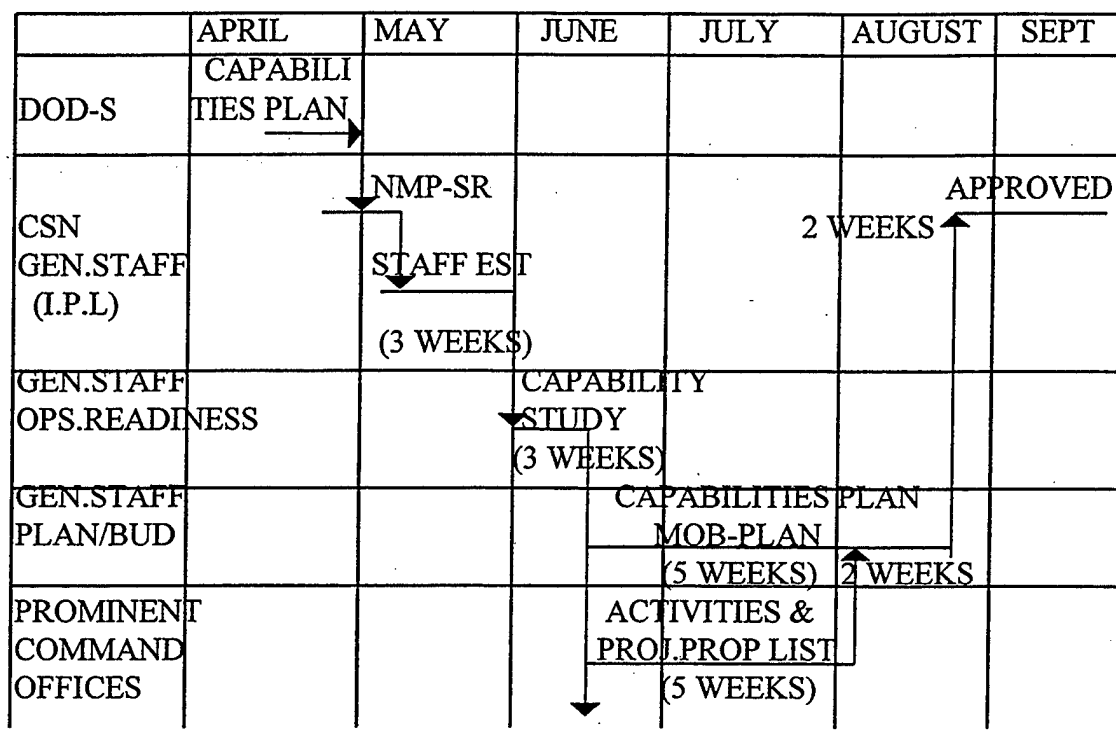 APRIL MAY JUNE JULY AUGUST SEPT
DOD-S
CAPABILI
TIES PLAN
CSN
GEN.STAFF
(I.P.L)
NMP-SR
STAFF EST
(3 WEEKS)
APPROVED
2 WEEKS
GEN.STAFF
OPS.READINESS
CAPABILITY
STUDY
(3 WEEKS)
GEN.STAFF
PLAN/BUD
CAPABILITIES PLAN
MOB-PLAN
(5 WEEKS) 2 WEEKS
PROMINENT
COMMAND
OFFICES
ACTIVITIES &
PROJ.PROP LIST
(5 WEEKS)